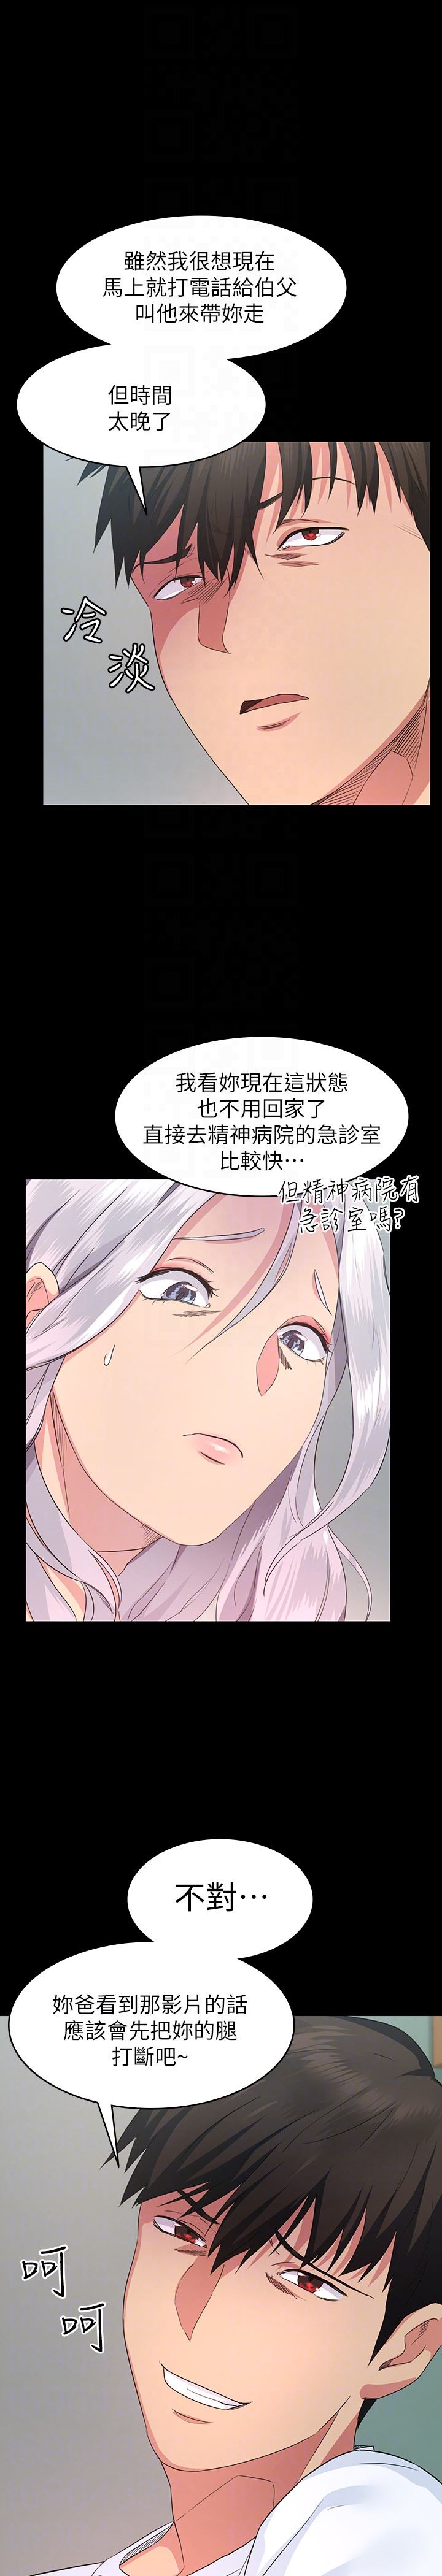 雖然我很想現在
馬上就打電話給伯父
叫他來帶妳走
但時間
太晚了
冷
淡
我看妳現在這狀態
也不用回家了
直接去精神病院的急診室
比較快⋯
但精神病院有
急診室嗎?
不對⋯
妳爸看到那影片的話
應該會先把妳的腿
打斷吧~
呵
呵